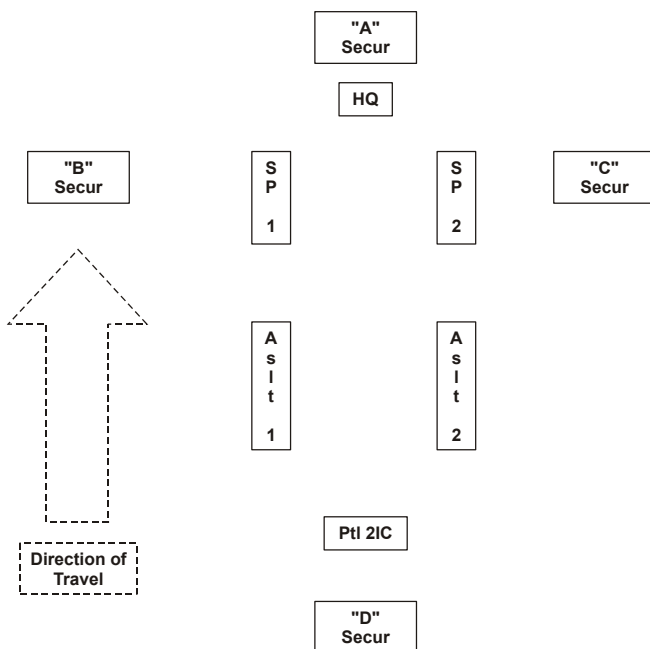 "A"
Secur
HQ
"B"
Secur
S
P
1
S
P
2
"C"
Secur
A
s
l
t
1
A
s
l
t
2
Ptl 2IC
Direction of
Travel
"D"
Secur